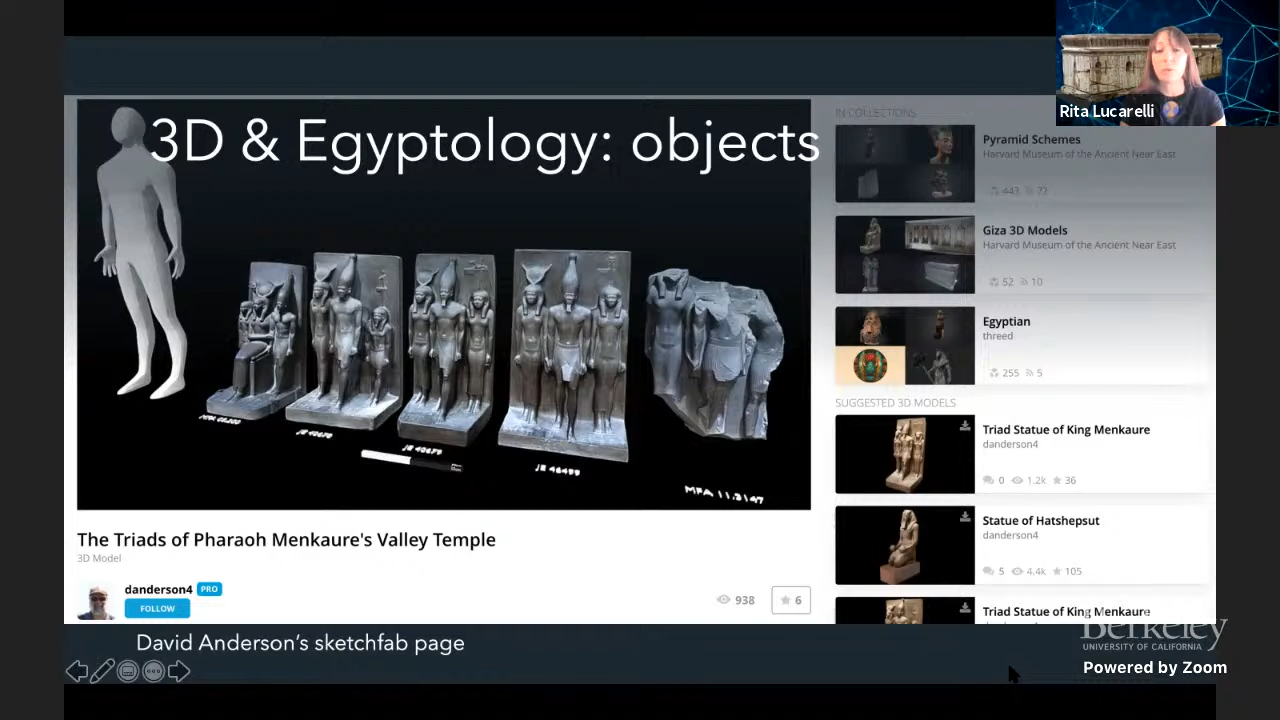 3D & Egyptology: objects
Rita Lucarelli
IN COLLECTIONS
Pyramid Schemes
Harvard Museum of the Ancient Near East
443 72
Giza 3D Models
Harvard Museum of the Ancient Near East
52 10
Egyptian
threed
255 5
SUGGESTED 3D MODELS
Triad Statue of King Menkaure
danderson4
0 1.2k 36
Statue of Hatshepsut
danderson4
5 4.4k 105
Triad Statue of King Menkaure
JE 40679
JE 46499
MFA 11.3147
The Triads of Pharaoh Menkaure's Valley Temple
3D Model
danderson4 PRO
FOLLOW
938 6
David Anderson's sketchfab page
Berkeley
UNIVERSITY OF CALIFORNIA
Powered by Zoom